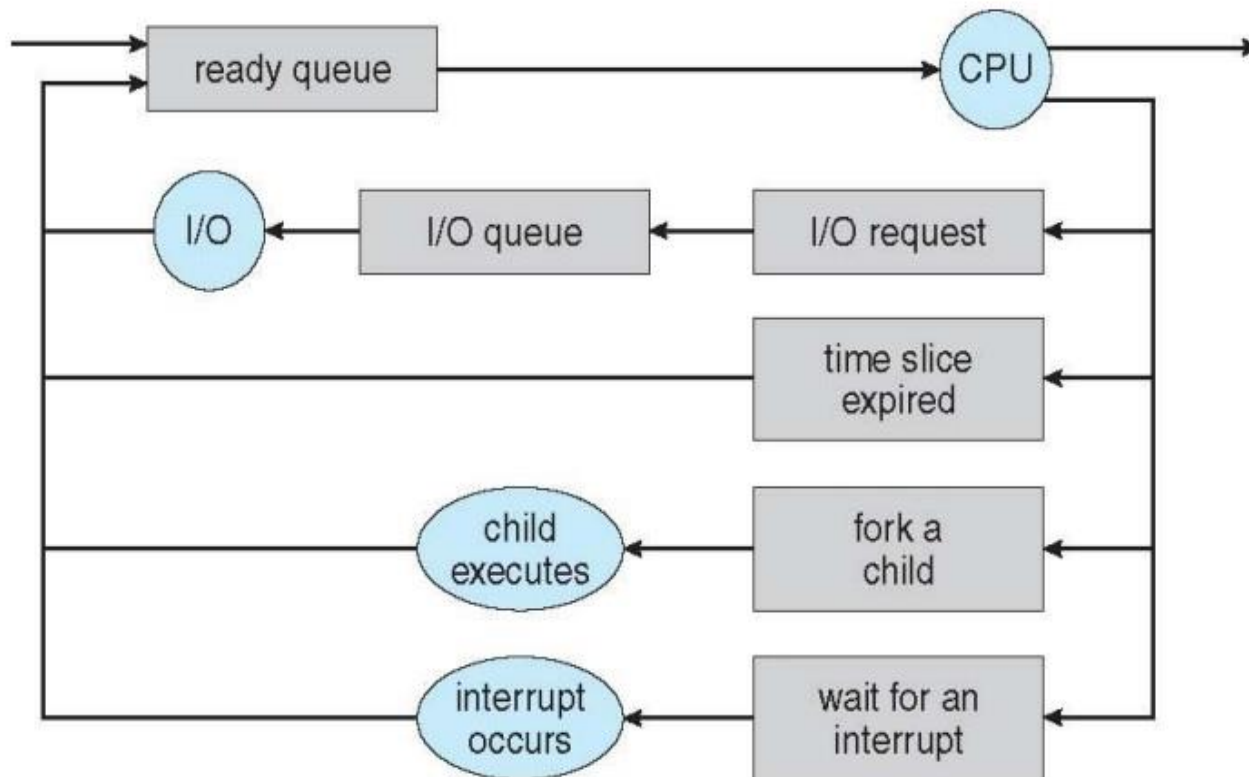 ready queue
CPU
I/O
I/O queue
I/O request
time slice
expired
child
executes
fork a
child
interrupt
occurs
wait for an
interrupt